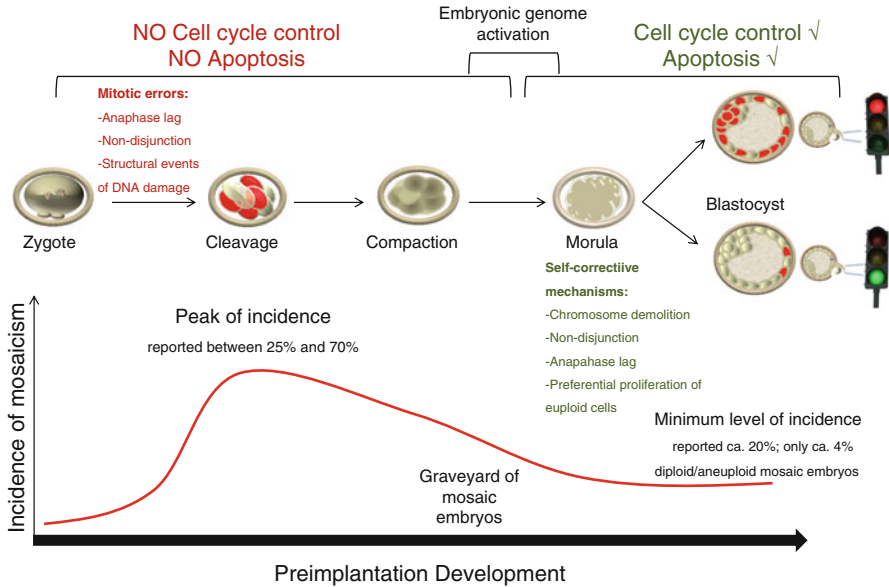 Embryonic genome
activation
NO Cell cycle control
NO Apoptosis
Cell cycle control √
Apoptosis √
Mitotic errors:
-Anaphase lag
-Non-disjunction
-Structural events
of DNA damage
Zygote
Cleavage
Compaction
Morula
Blastocyst
Self-correctiive
mechanisms:
-Chromosome demolition
-Non-disjunction
-Anapahase lag
-Preferential proliferation of
euploid cells
Incidence of mosaicism
Peak of incidence
reported between 25% and 70%
Graveyard of
mosaic
embryos
Minimum level of incidence
reported ca. 20%; only ca. 4%
diploid/aneuploid mosaic embryos
Preimplantation Development